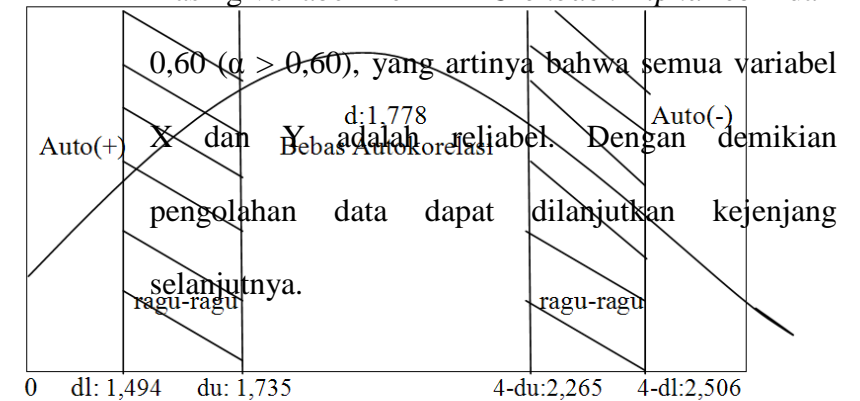 0,60 (α > 0,60), yang artinya bahwa semua variabel
X dan Y adalah reliabel. Dengan demikian
pengolahan data dapat dilanjutkan kejenjang
selanjutnya.
d:1.778
Bebas Autokorelasi
Auto(+)
Auto(-)
ragu-ragu
ragu-ragu
0 dl: 1,494 du: 1,735 4-du:2,265 4-dl:2,506